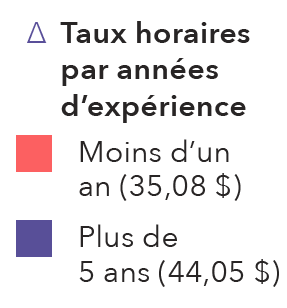 Δ Taux horaires
par années
d’expérience
Moins d’un
an (35,08 $)
Plus de
5 ans (44,05 $)